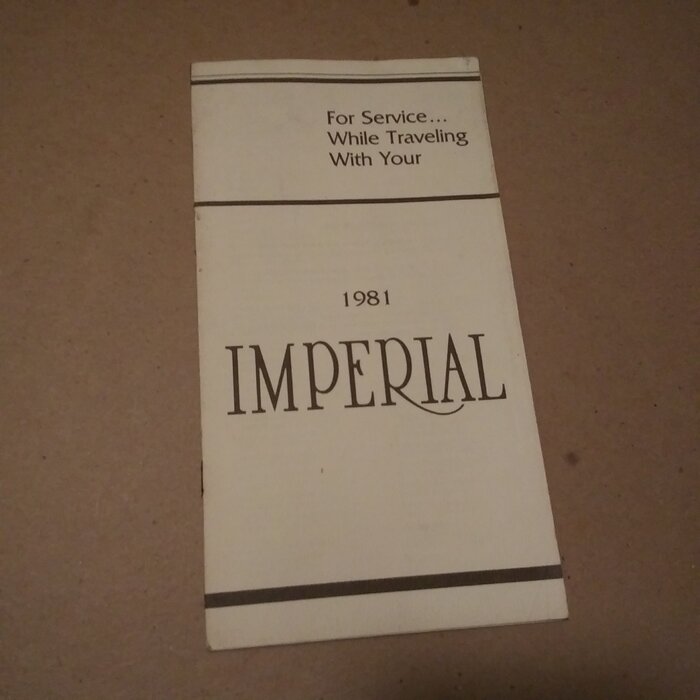 For Service...
While Traveling
With Your
1981
IMPERIAL